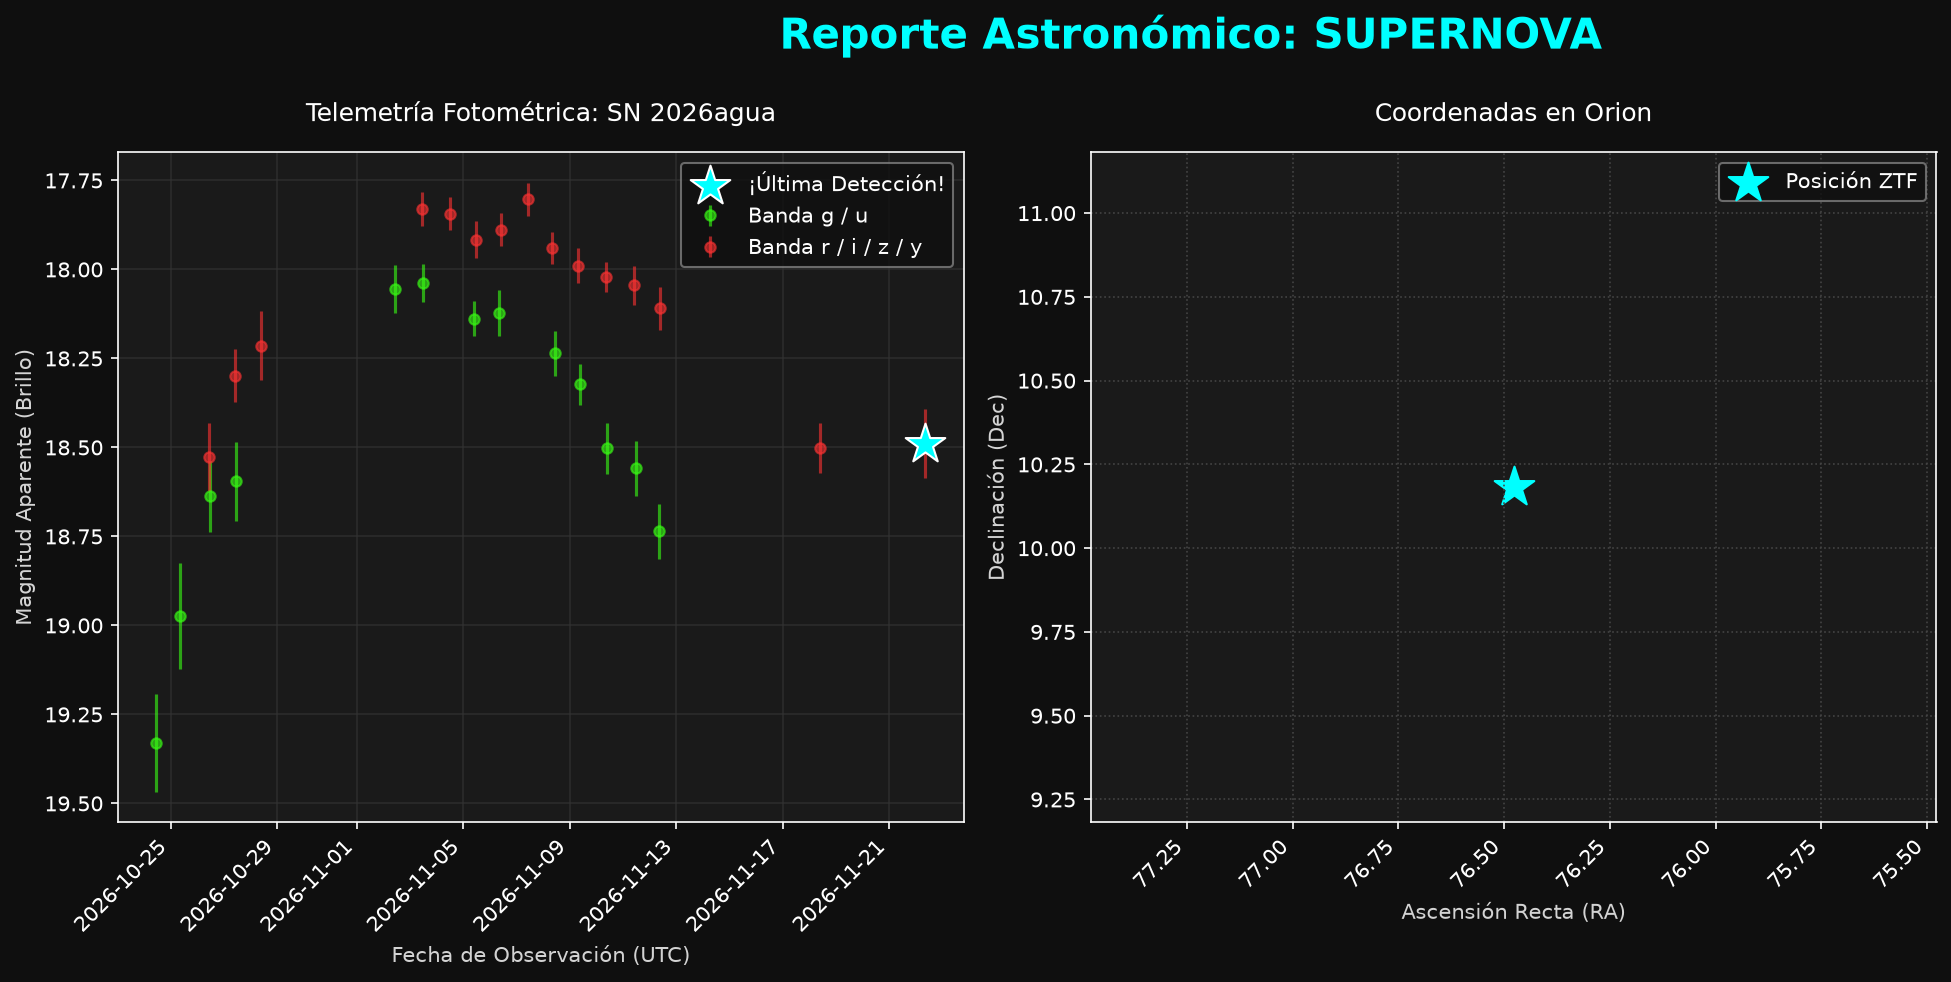 Reporte Astronómico: SUPERNOVA
Telemetría Fotométrica: SN 2026agua
Magnitud Aparente (Brillo)
17.75
18.00
18.25
18.50
18.75
19.00
19.25
19.50
¡Última Detección!
Banda g / u
Banda r / i / z / y
2026-10-25
2026-10-29
2026-11-01
2026-11-05
2026-11-09
2026-11-13
2026-11-17
2026-11-21
Fecha de Observación (UTC)
Coordenadas en Orion
Declinación (Dec)
11.00
10.75
10.50
10.25
10.00
9.75
9.50
9.25
Posición ZTF
77.25
77.00
76.75
76.50
76.25
76.00
75.75
75.50
Ascensión Recta (RA)